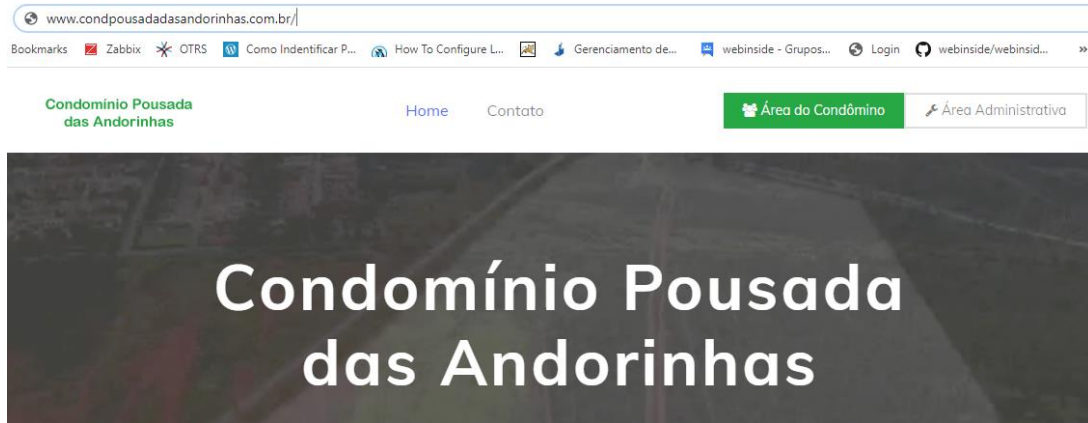 www.condpousadadasandorinhas.com.br/
Bookmarks Zabbix OTRS Como Indentificar P... How To Configure L... Gerenciamento de... webinside - Grupos... Login webinside/webinsid... »
Condomínio Pousada
das Andorinhas
Home Contato
Área do Condômino Área Administrativa
Condomínio Pousada
das Andorinhas